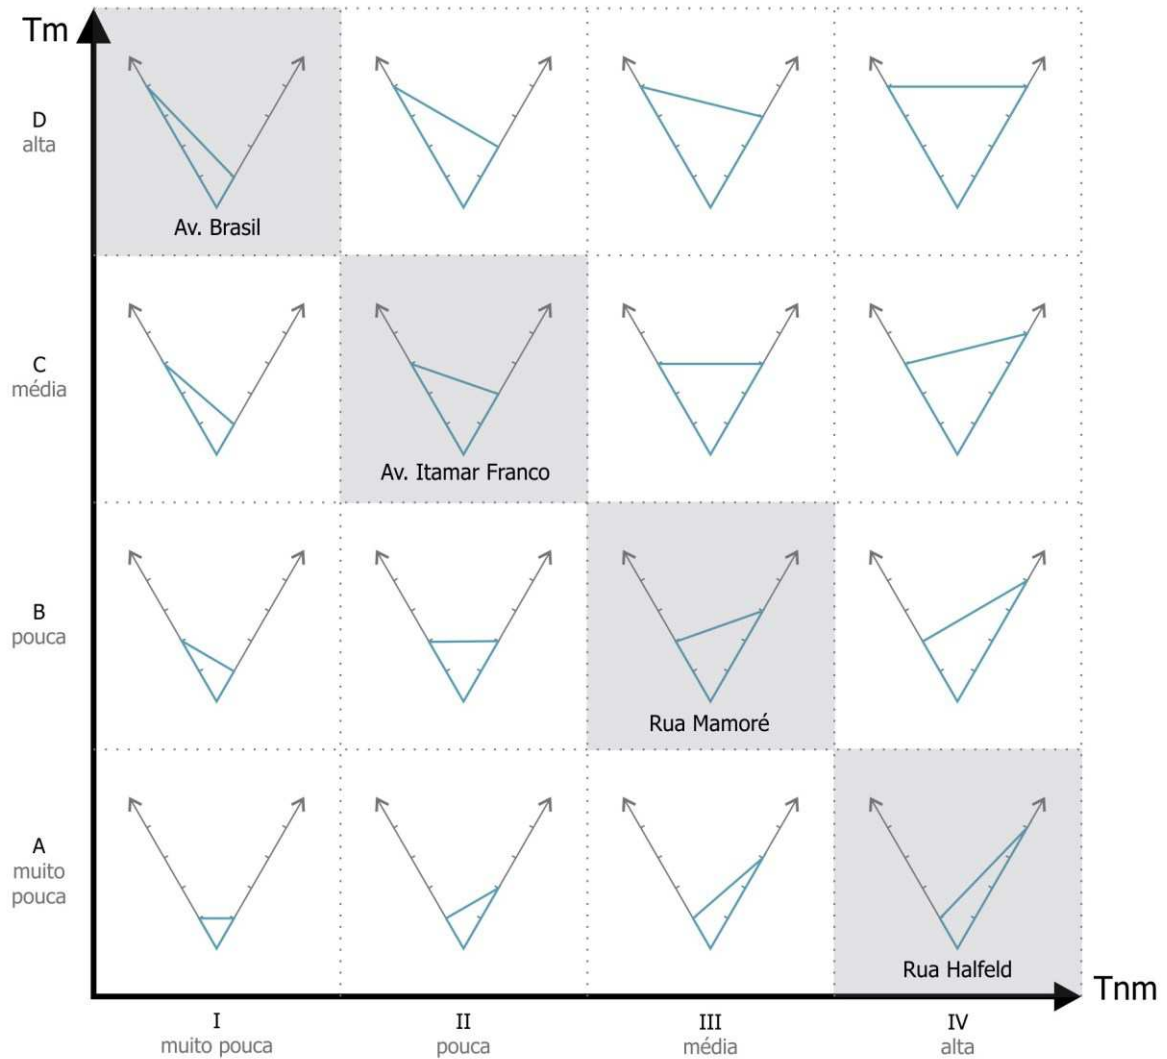 Tm
D
alta
Av. Brasil
C
média
Av. Itamar Franco
B
pouca
Rua Mamoré
A
muito
pouca
Rua Halfeld
Tnm
I
II
III
IV
muito pouca
pouca
média
alta